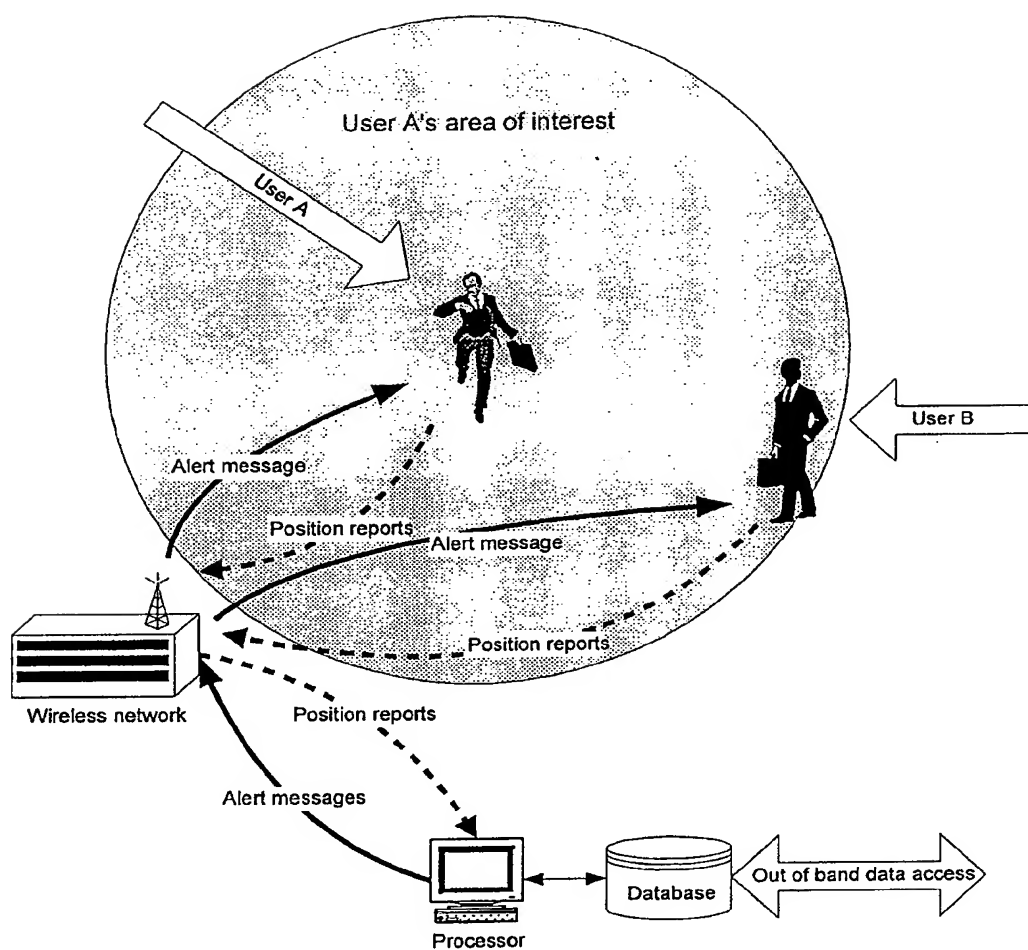 User A's area of interest
User A
User B
Alert message
Position reports
Alert message
Position reports
Wireless network
Position reports
Alert messages
Database
Out of band data access
Processor